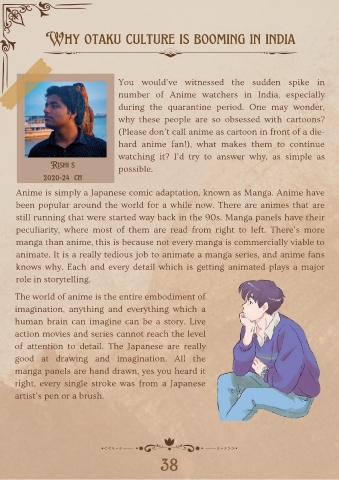 WHY OTAKU CULTURE IS BOOMING IN INDIA
RISHI S
2020-24 CH
You would've witnessed the sudden spike in
number of Anime watchers in India, especially
during the quarantine period. One may wonder,
why these people are so obsessed with cartoons?
(Please don't call anime as cartoon in front of a die-
hard anime fan!), what makes them to continue
watching it? I'd try to answer why, as simple as
possible.
Anime is simply a Japanese comic adaptation, known as Manga. Anime have
been popular around the world for a while now. There are animes that are
still running that were started way back in the 90s. Manga panels have their
peculiarity, where most of them are read from right to left. There's more
manga than anime, this is because not every manga is commercially viable to
animate. It is a really tedious job to animate a manga series, and anime fans
knows why. Each and every detail which is getting animated plays a major
role in storytelling.
The world of anime is the entire embodiment of
imagination, anything and everything which a
human brain can imagine can be a story. Live
action movies and series cannot reach the level
of attention to detail. The Japanese are really
good at drawing and imagination. All the
manga panels are hand drawn, yes you heard it
right, every single stroke was from a Japanese
artist's pen or a brush.
38